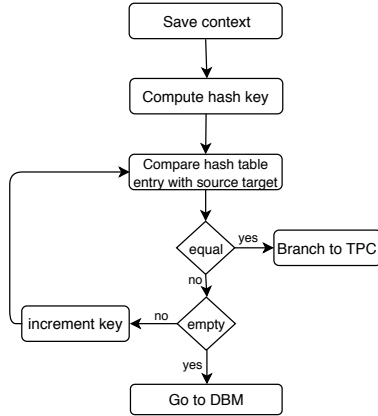 Save context
Compute hash key
Compare hash table
entry with source target
equal
yes
Branch to TPC
no
empty
no
increment key
yes
Go to DBM